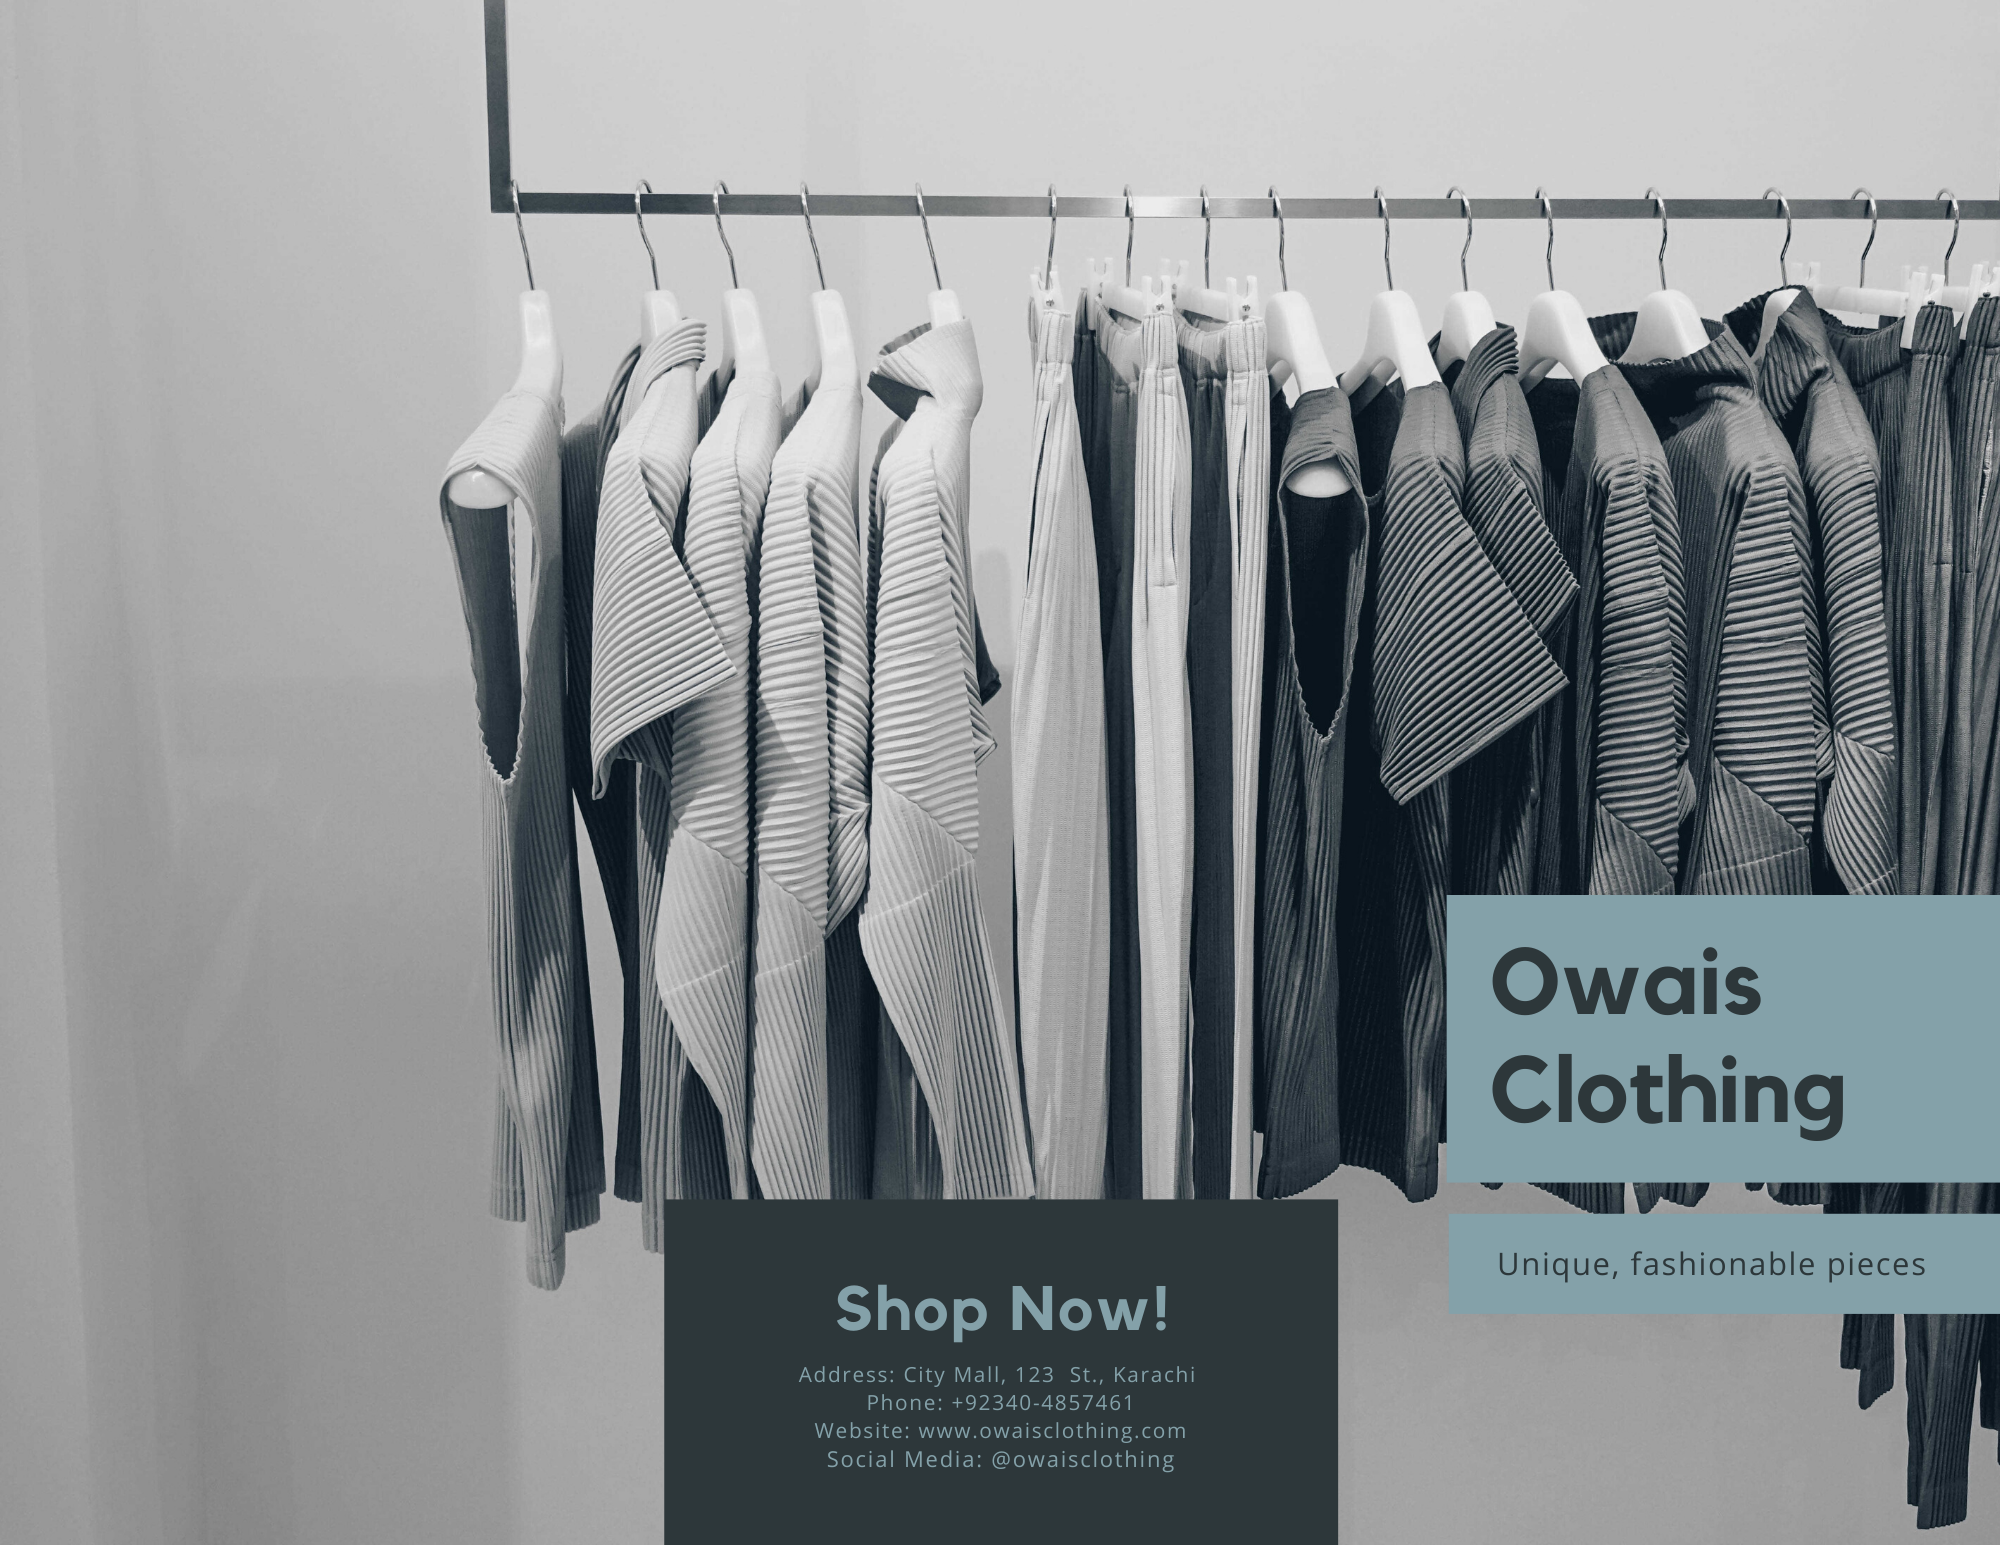 Owais
Clothing
Unique, fashionable pieces
Shop Now!
Address: City Mall, 123  St., Karachi
Phone: +92340-4857461
Website: www.owaisclothing.com
Social Media: @owaisclothing